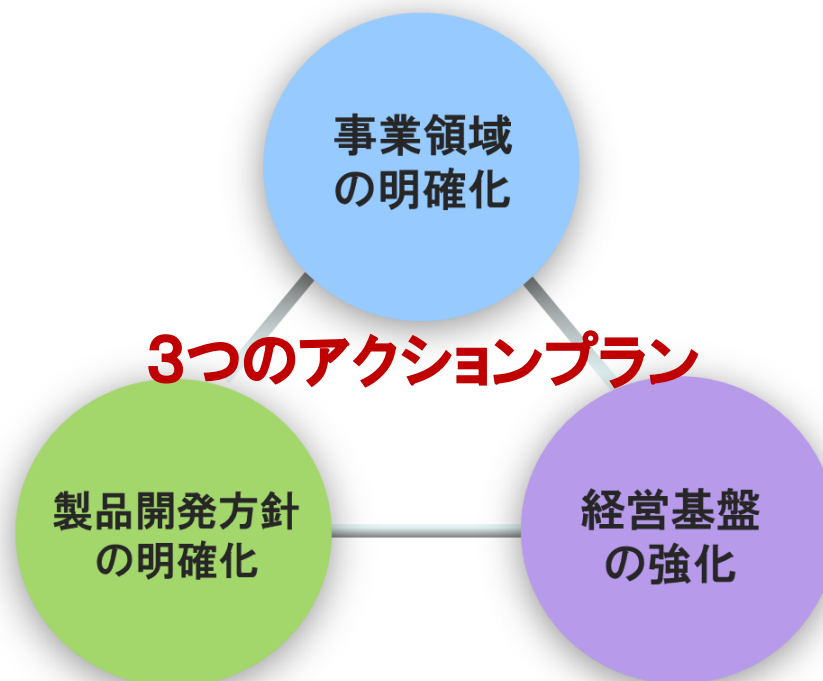 事業領域
の明確化
３つのアクションプラン
製品開発方針
の明確化
経営基盤
の強化